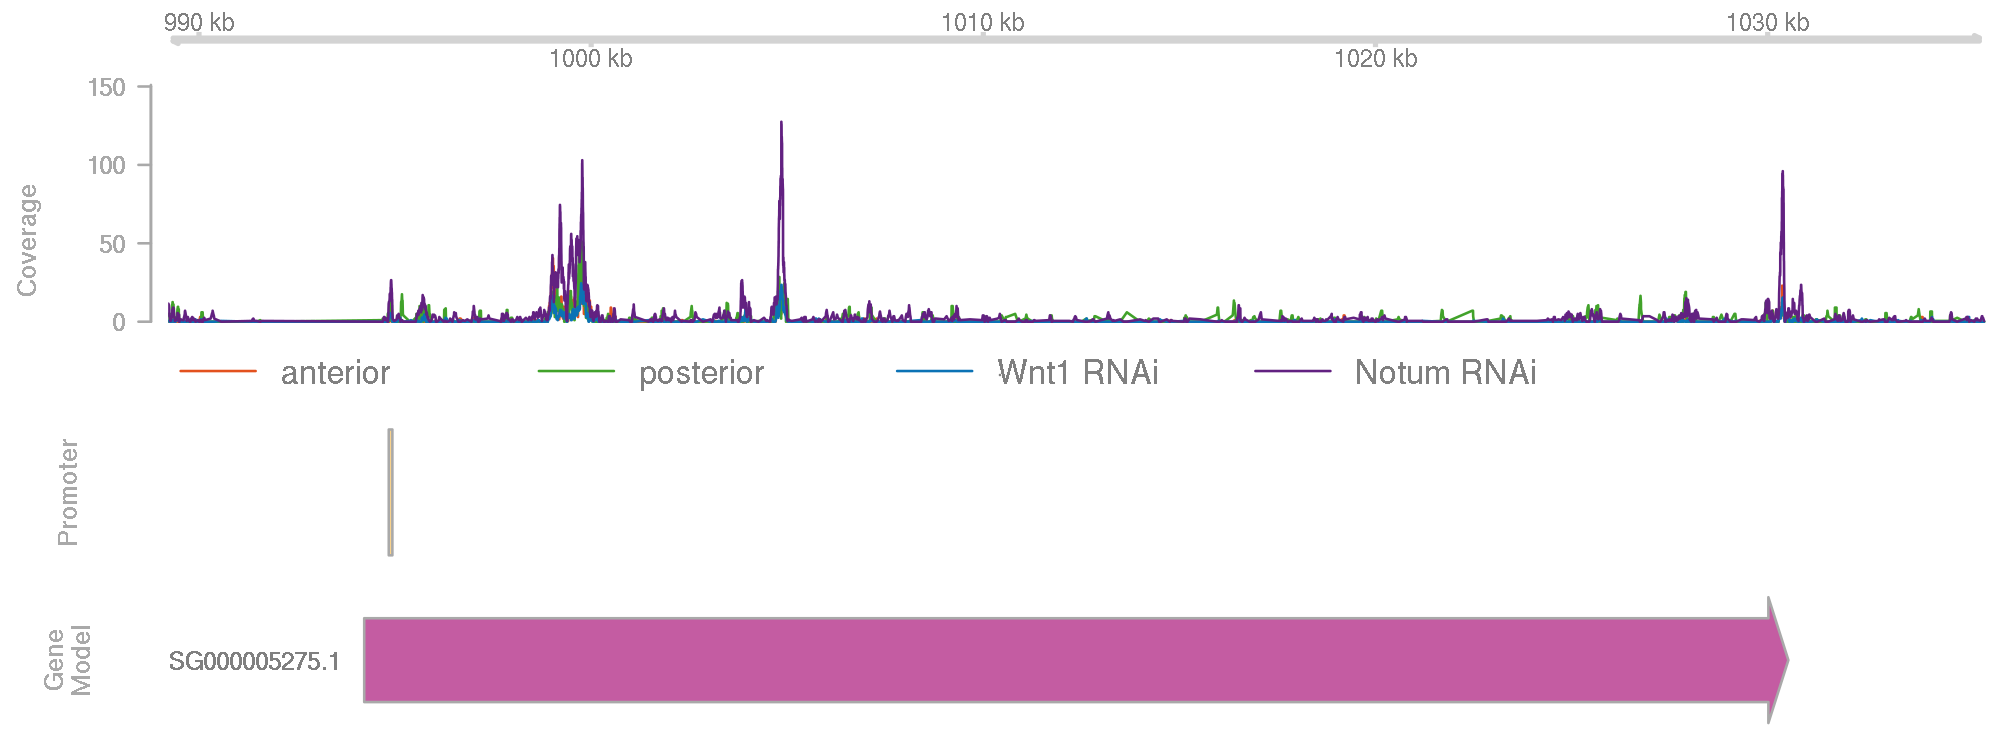 990 kb 1010 kb 1030 kb
1000 kb 1020 kb
150
100
50
0
Coverage
anterior posterior Wnt1 RNAi Notum RNAi
Promoter
Gene
Model
SG000005275.1